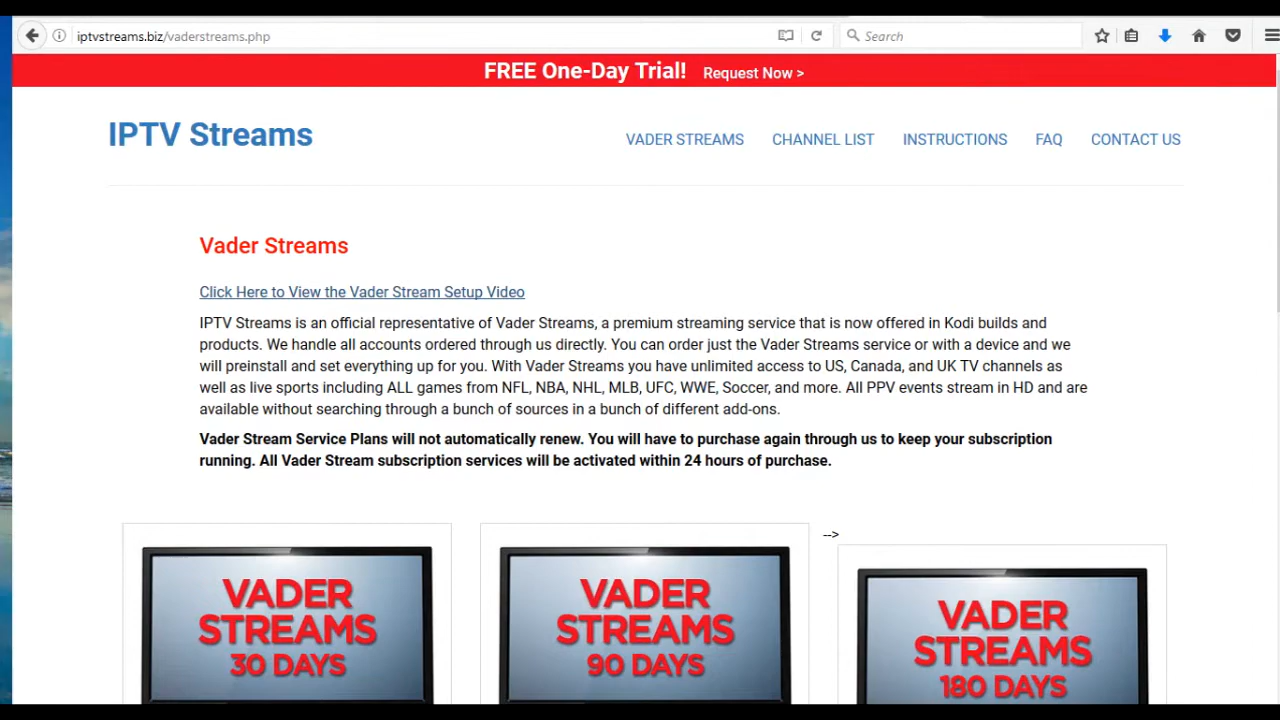 iptvstreams.biz/vaderstreams.php
Search
FREE One-Day Trial! Request Now >
IPTV Streams
VADER STREAMS CHANNEL LIST INSTRUCTIONS FAQ CONTACT US
Vader Streams
Click Here to View the Vader Stream Setup Video
IPTV Streams is an official representative of Vader Streams, a premium streaming service that is now offered in Kodi builds and
products. We handle all accounts ordered through us directly. You can order just the Vader Streams service or with a device and we
will preinstall and set everything up for you. With Vader Streams you have unlimited access to US, Canada, and UK TV channels as
well as live sports including ALL games from NFL, NBA, NHL, MLB, UFC, WWE, Soccer, and more. All PPV events stream in HD and are
available without searching through a bunch of sources in a bunch of different add-ons.
Vader Stream Service Plans will not automatically renew. You will have to purchase again through us to keep your subscription
running. All Vader Stream subscription services will be activated within 24 hours of purchase.
-->
VADER
STREAMS
30 DAYS
VADER
STREAMS
90 DAYS
VADER
STREAMS
180 DAYS